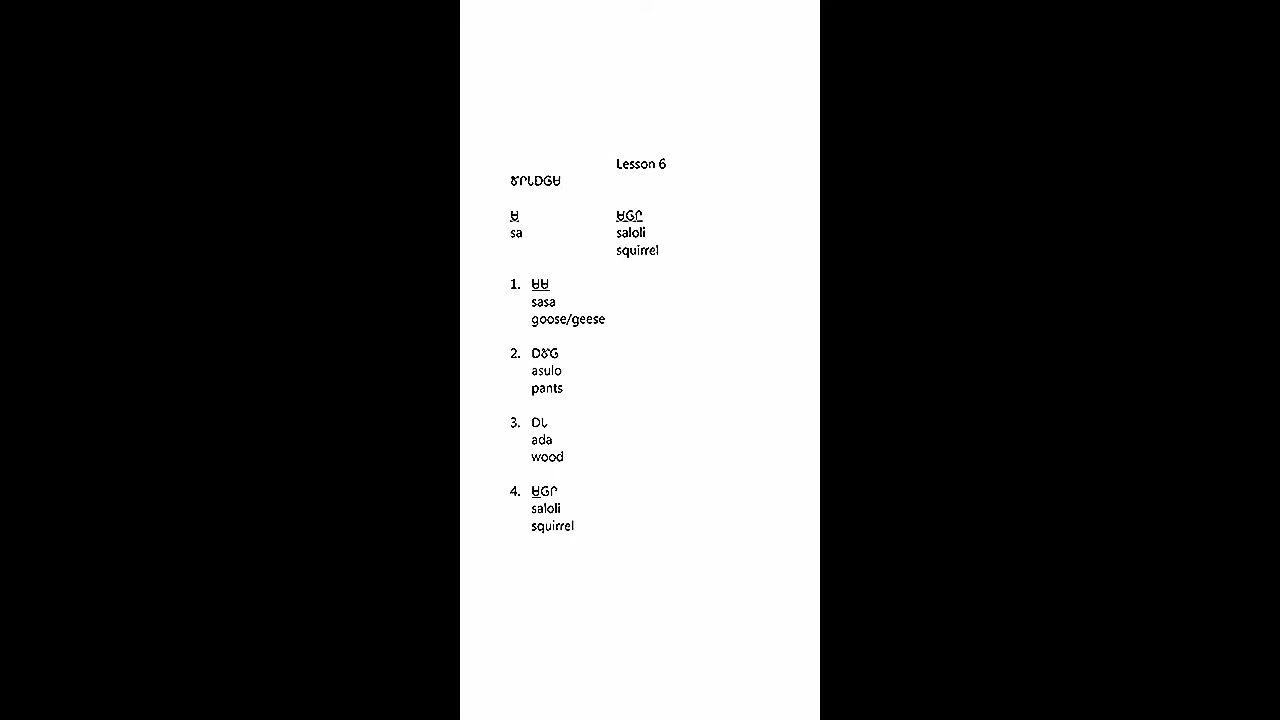 Lesson 6
ᏡᎵᏓᎠᎶᏌ
Ꮜ ᏌᎶᎵ
sa saloli
squirrel
1. ᏌᏌ
sasa
goose/geese
2. ᎠᏑᎶ
asulo
pants
3. ᎠᏓ
ada
wood
4. ᏌᎶᎵ
saloli
squirrel